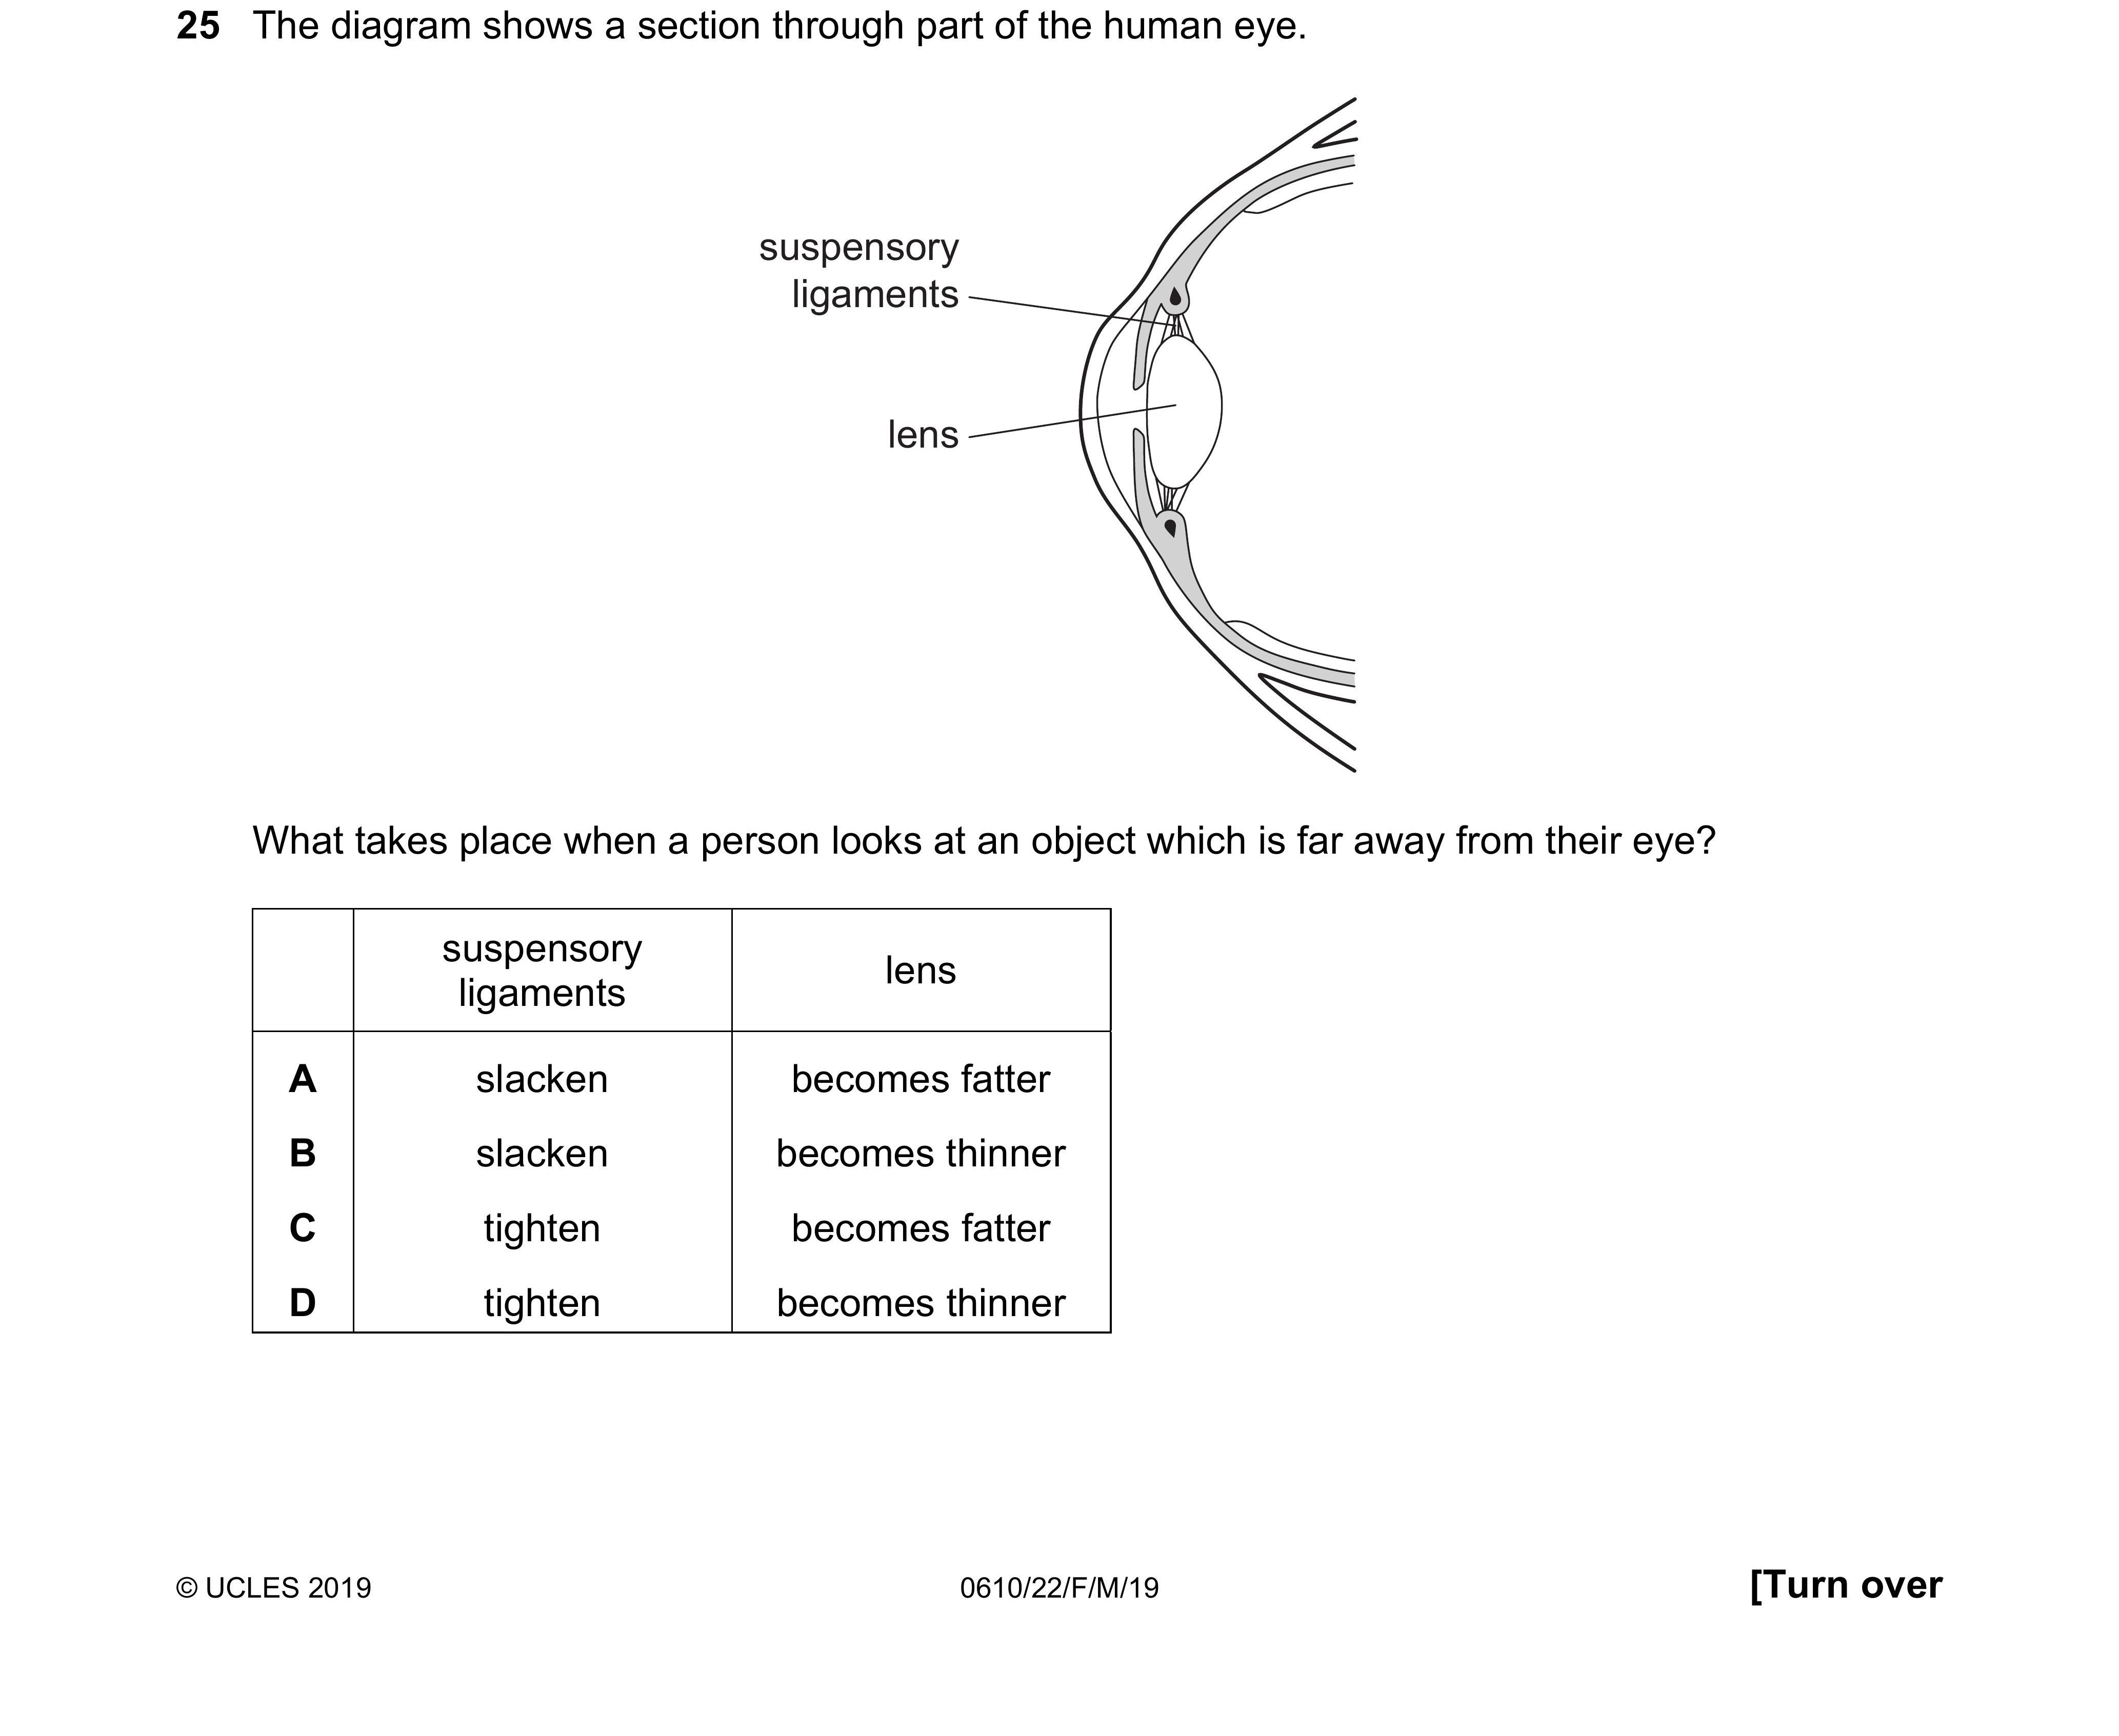 25 The diagram shows a section through part of the human eye.
suspensory
ligaments
lens
What takes place when a person looks at an object which is far away from their eye?
suspensory
ligaments
lens
A slacken becomes fatter
B slacken becomes thinner
C tighten becomes fatter
D tighten becomes thinner
© UCLES 2019 0610/22/F/M/19 [Turn over